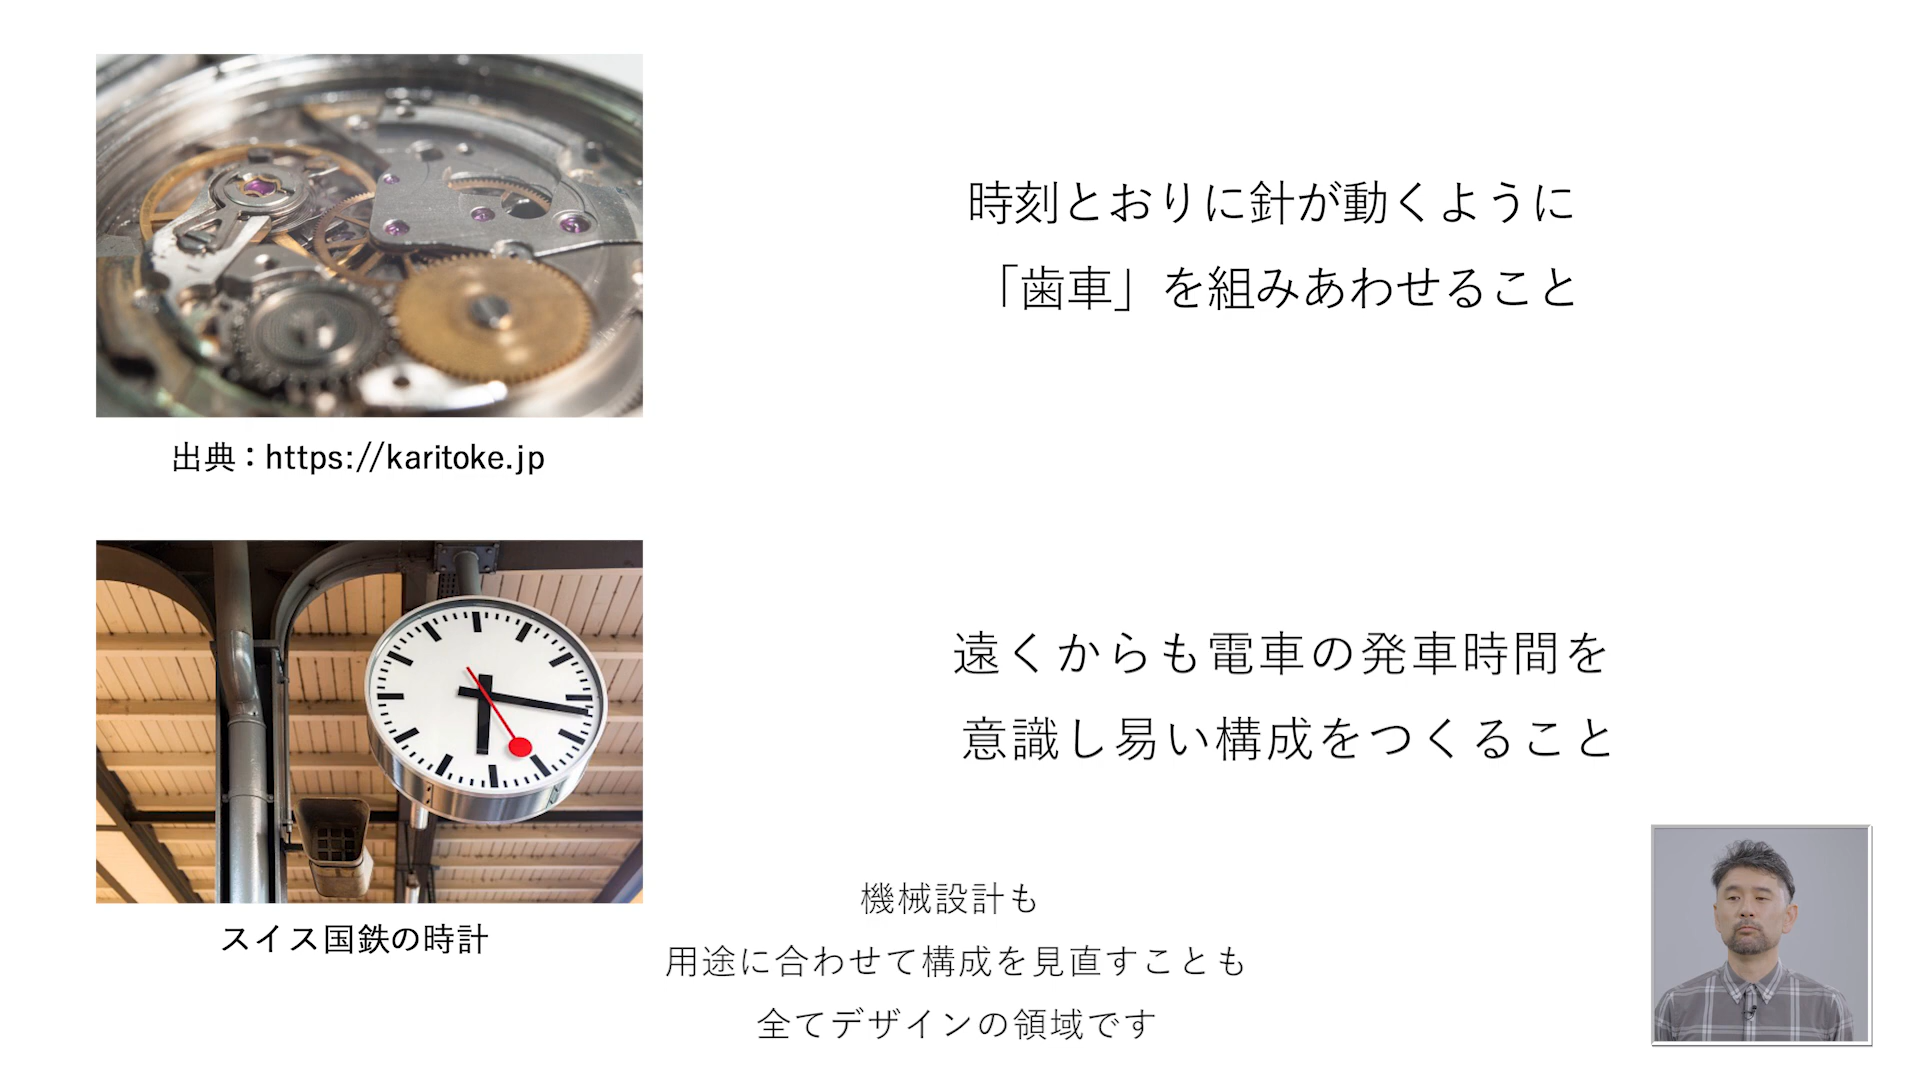 時刻とおりに針が動くように
「歯車」を組みあわせること
出典：https://karitoke.jp
遠くからも電車の発車時間を
意識し易い構成をつくること
スイス国鉄の時計
機械設計も
用途に合わせて構成を見直すことも
全てデザインの領域です